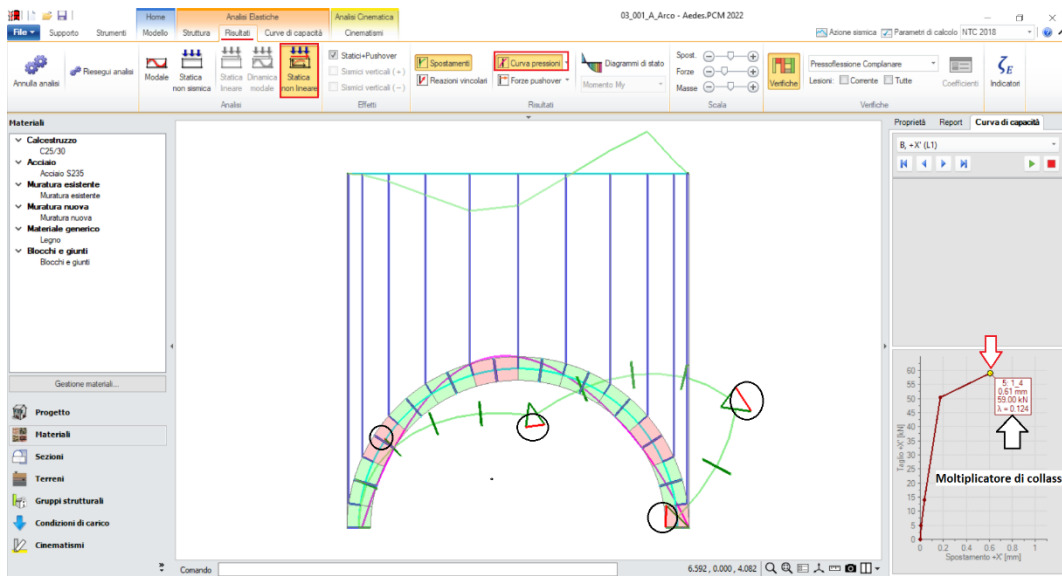 03_001_A_Arco - Aedes.PCM 2022
Home Analisi Elastiche Analisi Cinematica
File Supporto Strumenti Modello Struttura Risultati Curve di capacità Cinematismi
Azione sismica Parametri di calcolo NTC 2018
Annulla analisi
Riesegui analisi
Modale
Statica non sismica
Statica lineare
Dinamica modale
Statica non lineare
Analisi
Statici+Pushover
Sismici verticali (+)
Sismici verticali (-)
Effetti
Spostamenti
Reazioni vincolari
Curva pressioni
Forze pushover
Diagrammi di stato
Momento My
Risultati
Spost.
Forze
Masse
Scala
Verifiche
Pressoflessione Complanare
Lesioni: Corrente Tutte
Verifiche
Coefficienti
ζE
Indicatori
Materiali
Calcestruzzo
C25/30
Acciaio
Acciaio S235
Muratura esistente
Muratura esistente
Muratura nuova
Muratura nuova
Materiale generico
Legno
Blocchi e giunti
Blocchi e giunti
Gestione materiali...
Progetto
Materiali
Sezioni
Terreni
Gruppi strutturali
Condizioni di carico
Cinematismi
Comando
6.592 , 0.000 , 4.082
Proprietà Report Curva di capacità
B, +X' (L1)
60
55
50
45
40
35
30
25
20
15
10
5
0
Taglio +X' [kN]
5; 1_4
0.61 mm
59.00 kN
λ = 0.124
Moltiplicatore di collass
0 0.2 0.4 0.6 0.8 1
Spostamento +X' [mm]